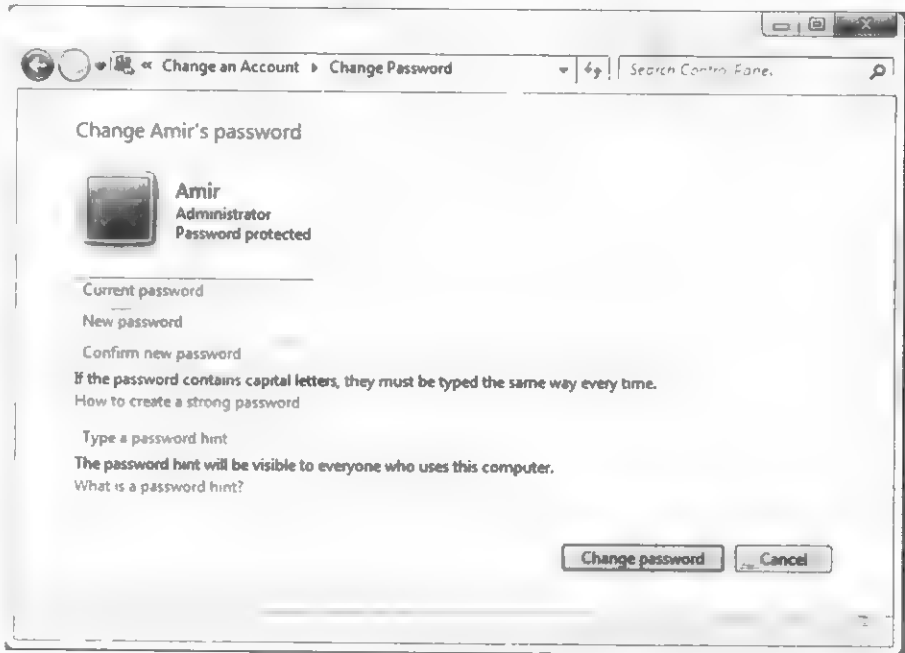 « Change an Account ▸ Change Password
Search Control Panel
Change Amir's password
Amir
Administrator
Password protected
Current password
New password
Confirm new password
If the password contains capital letters, they must be typed the same way every time.
How to create a strong password
Type a password hint
The password hint will be visible to everyone who uses this computer.
What is a password hint?
Change password
Cancel